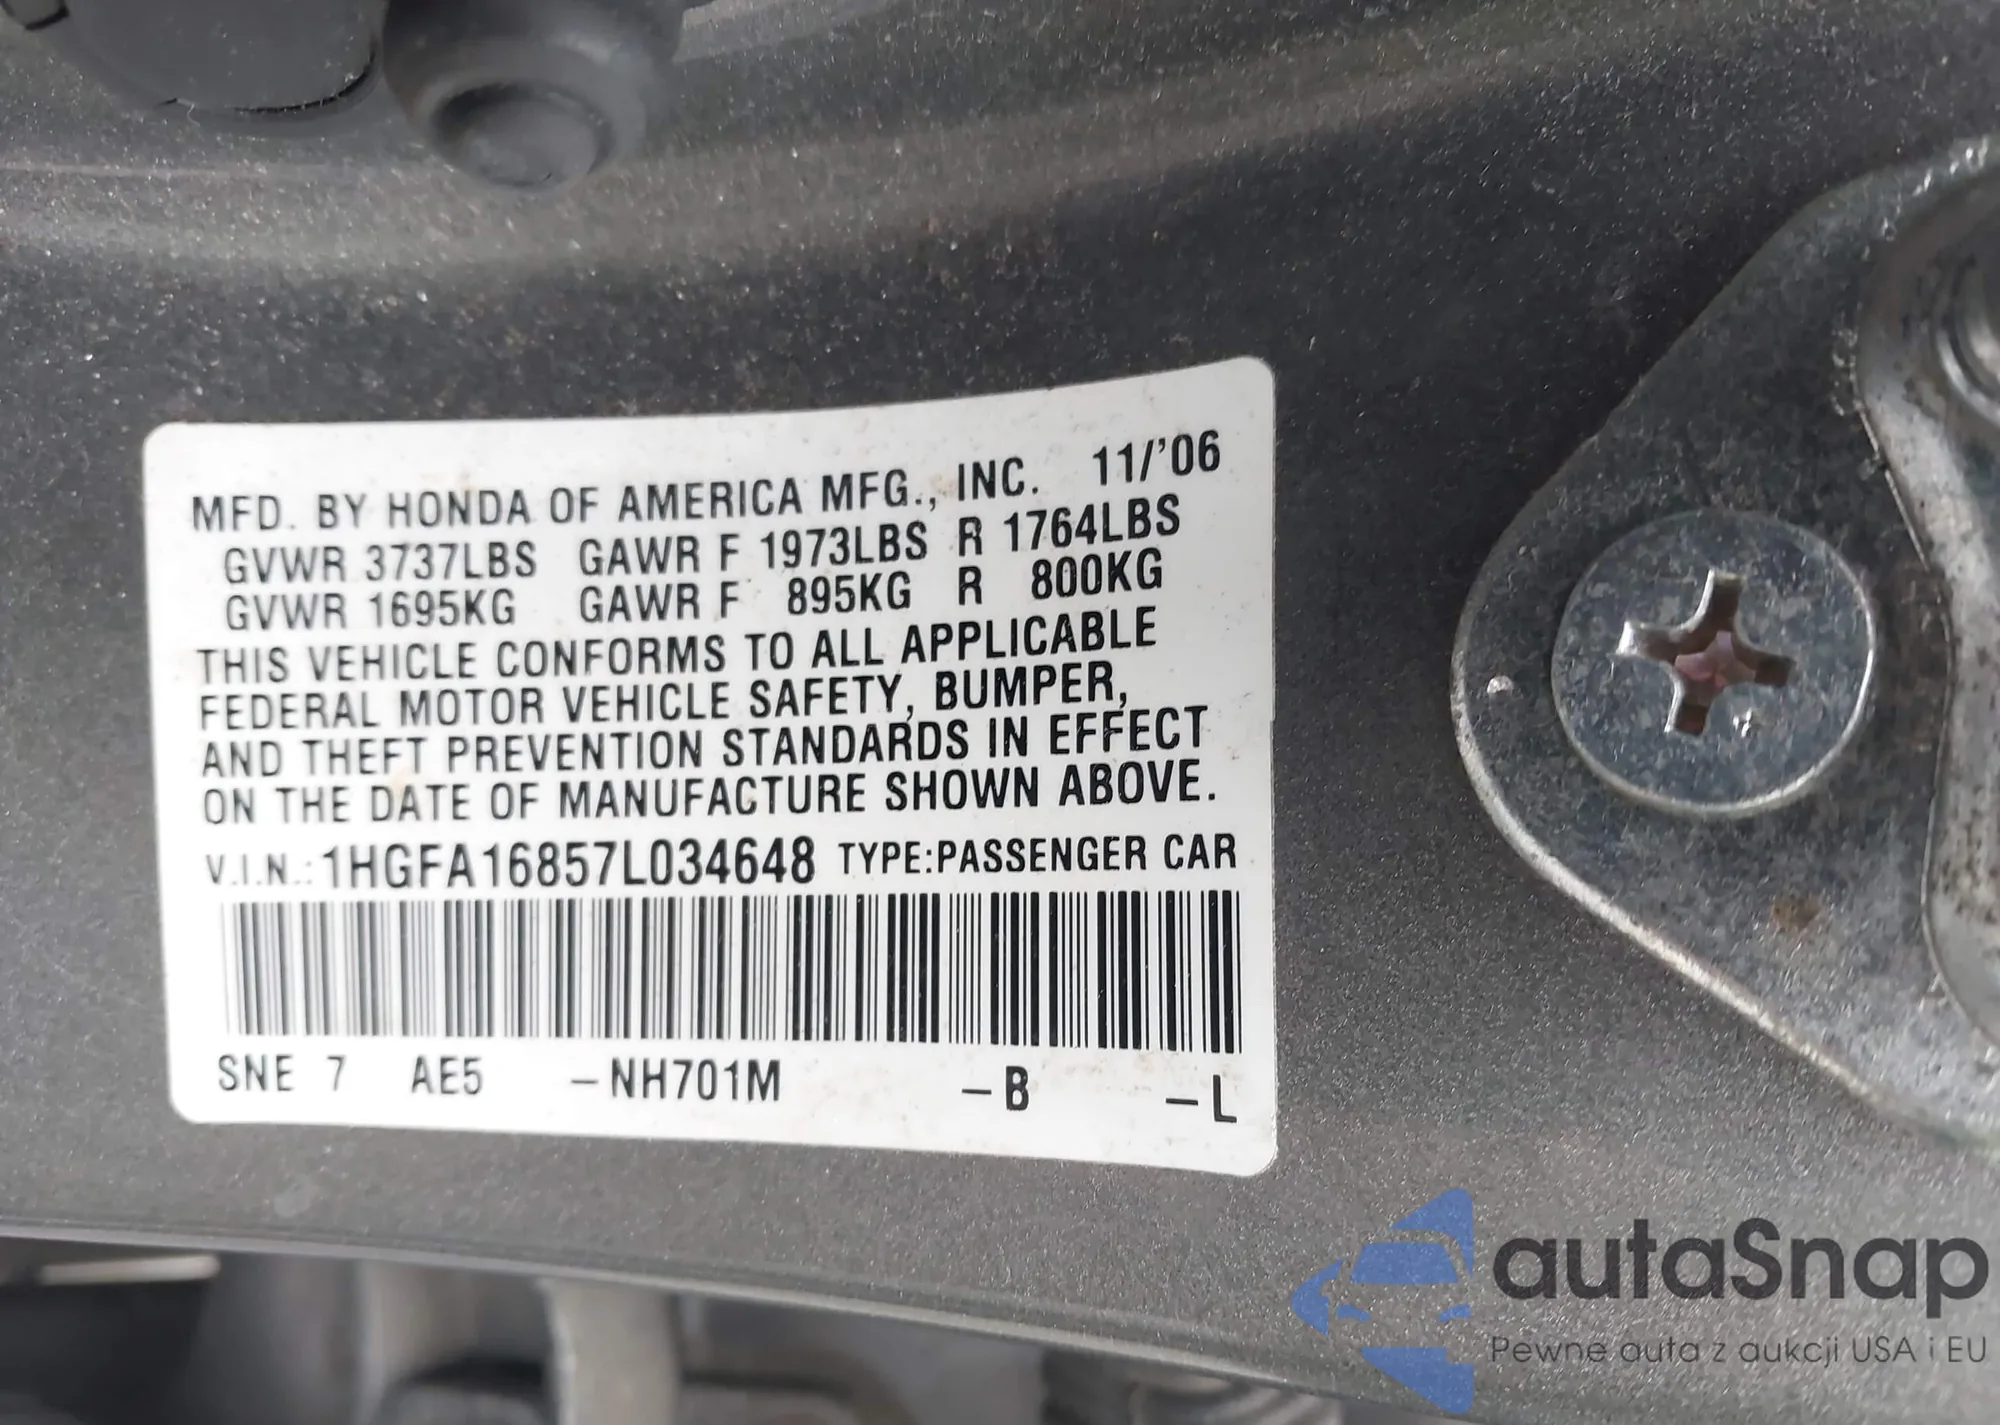 MFD. BY HONDA OF AMERICA MFG., INC. 11/'06
GVWR 3737LBS GAWR F 1973LBS R 1764LBS
GVWR 1695KG GAWR F 895KG R 800KG
THIS VEHICLE CONFORMS TO ALL APPLICABLE
FEDERAL MOTOR VEHICLE SAFETY, BUMPER,
AND THEFT PREVENTION STANDARDS IN EFFECT
ON THE DATE OF MANUFACTURE SHOWN ABOVE.
V.I.N.: 1HGFA16857L034648 TYPE:PASSENGER CAR
SNE 7 AE5 -NH701M -B -L
autaSnap
Pewne auta z aukcji USA i EU